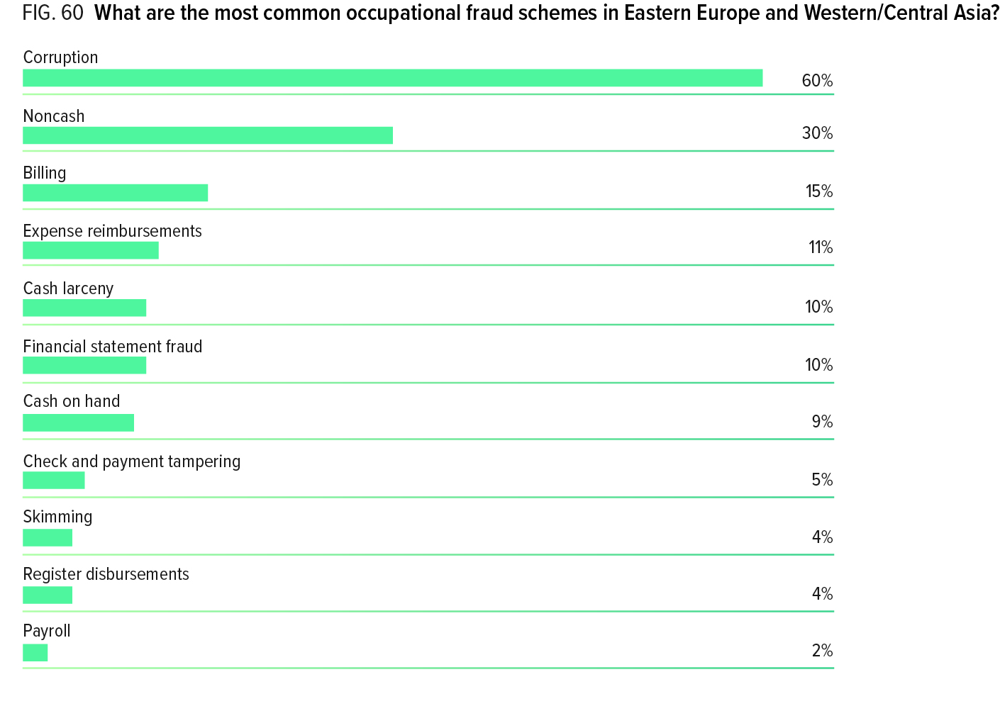 FIG. 60 What are the most common occupational fraud schemes in Eastern Europe and Western/Central Asia?
Corruption
60%
Noncash
30%
Billing
15%
Expense reimbursements
11%
Cash larceny
10%
Financial statement fraud
10%
Cash on hand
9%
Check and payment tampering
5%
Skimming
4%
Register disbursements
4%
Payroll
2%